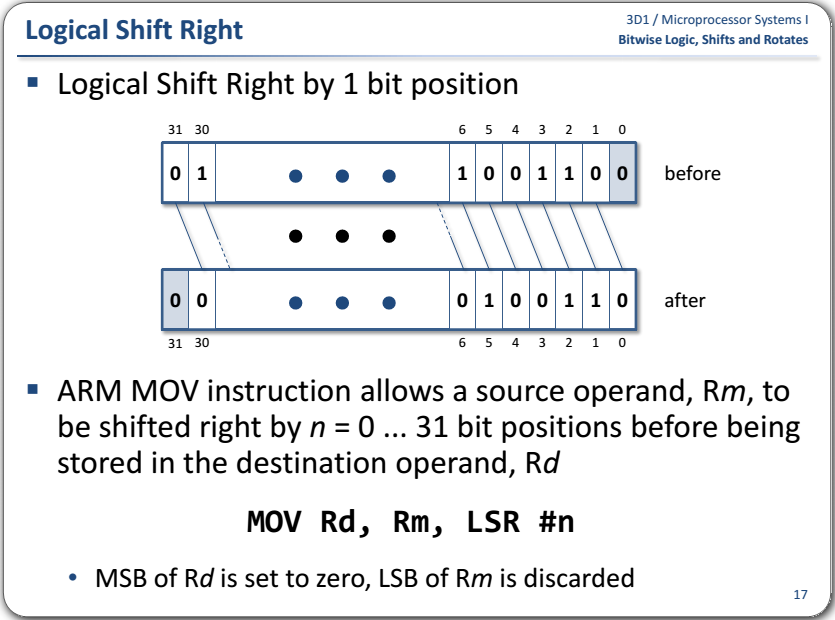 Logical Shift Right
3D1 / Microprocessor Systems I
Bitwise Logic, Shifts and Rotates
▪ Logical Shift Right by 1 bit position
31 30 6 5 4 3 2 1 0
0 1 ● ● ● 1 0 0 1 1 0 0 before
● ● ●
0 0 ● ● ● 0 1 0 0 1 1 0 after
31 30 6 5 4 3 2 1 0
▪ ARM MOV instruction allows a source operand, Rm, to
be shifted right by n = 0 ... 31 bit positions before being
stored in the destination operand, Rd
MOV Rd, Rm, LSR #n
• MSB of Rd is set to zero, LSB of Rm is discarded
17